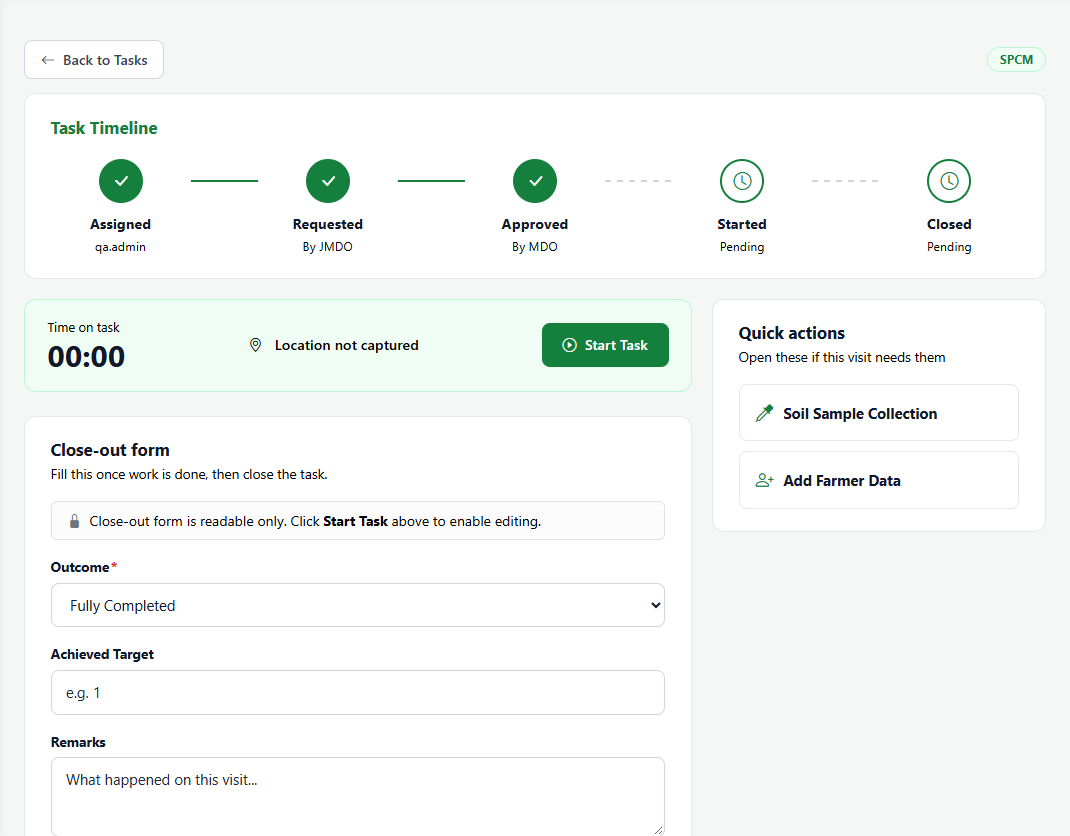 Back to Tasks
SPCM
Task Timeline
Assigned
qa.admin
Requested
By JMDO
Approved
By MDO
Started
Pending
Closed
Pending
Time on task
00:00
Location not captured
Start Task
Quick actions
Open these if this visit needs them
Soil Sample Collection
Add Farmer Data
Close-out form
Fill this once work is done, then close the task.
Close-out form is readable only. Click Start Task above to enable editing.
Outcome*
Fully Completed
Achieved Target
e.g. 1
Remarks
What happened on this visit...